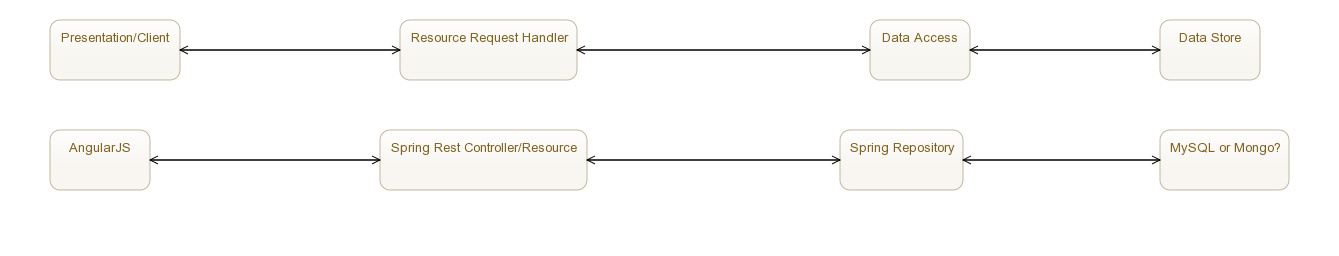 Presentation/Client
Resource Request Handler
Data Access
Data Store
AngularJS
Spring Rest Controller/Resource
Spring Repository
MySQL or Mongo?